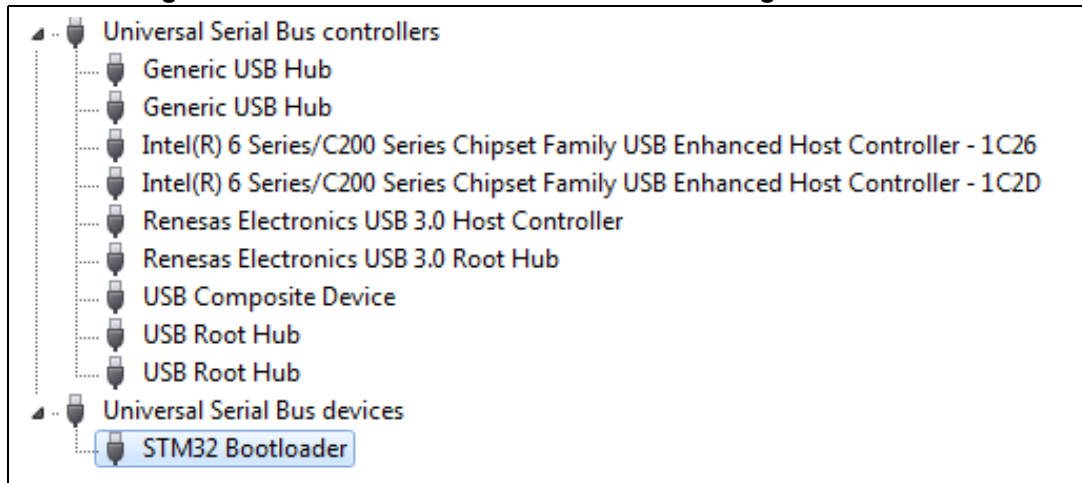 Universal Serial Bus controllers
Generic USB Hub
Generic USB Hub
Intel(R) 6 Series/C200 Series Chipset Family USB Enhanced Host Controller - 1C26
Intel(R) 6 Series/C200 Series Chipset Family USB Enhanced Host Controller - 1C2D
Renesas Electronics USB 3.0 Host Controller
Renesas Electronics USB 3.0 Root Hub
USB Composite Device
USB Root Hub
USB Root Hub
Universal Serial Bus devices
STM32 Bootloader